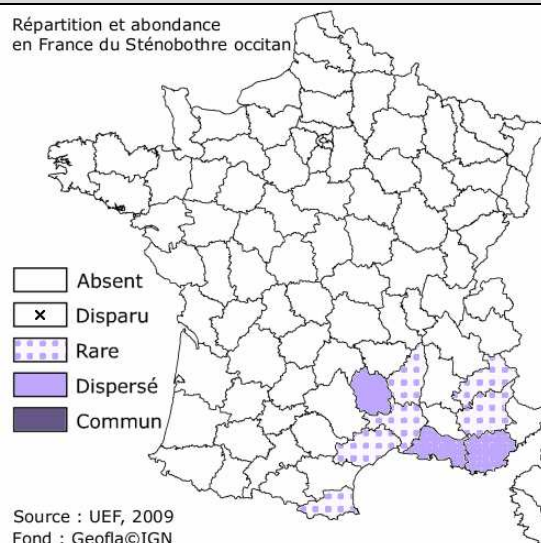 Répartition et abondance
en France du Sténobothre occitan
Absent
Disparu
Rare
Dispersé
Commun
Source : UEF, 2009
Fond : Geofla©IGN